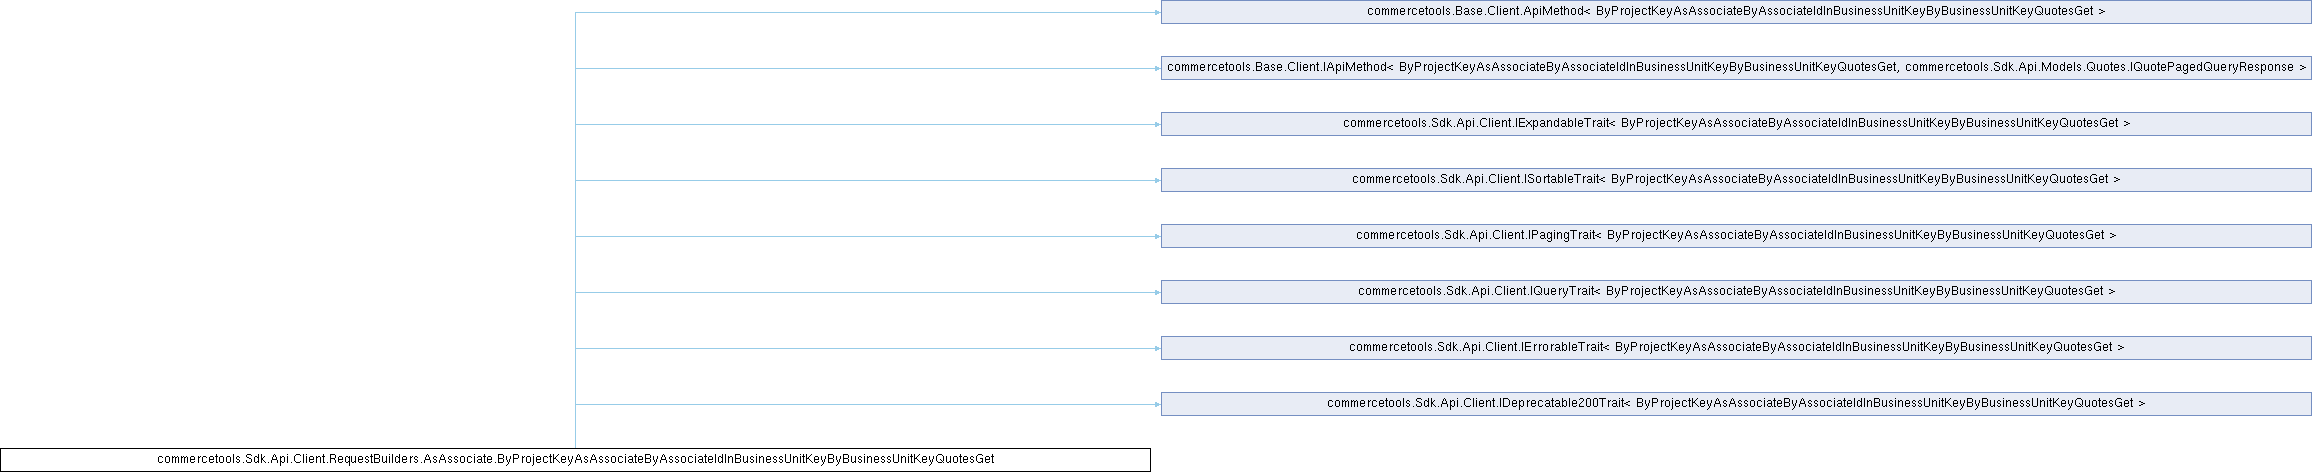 commercetools.Base.Client.ApiMethod< ByProjectKeyAsAssociateByAssociateIdInBusinessUnitKeyByBusinessUnitKeyQuotesGet >
commercetools.Base.Client.IApiMethod< ByProjectKeyAsAssociateByAssociateIdInBusinessUnitKeyByBusinessUnitKeyQuotesGet, commercetools.Sdk.Api.Models.Quotes.IQuotePagedQueryResponse >
commercetools.Sdk.Api.Client.IExpandableTrait< ByProjectKeyAsAssociateByAssociateIdInBusinessUnitKeyByBusinessUnitKeyQuotesGet >
commercetools.Sdk.Api.Client.ISortableTrait< ByProjectKeyAsAssociateByAssociateIdInBusinessUnitKeyByBusinessUnitKeyQuotesGet >
commercetools.Sdk.Api.Client.IPagingTrait< ByProjectKeyAsAssociateByAssociateIdInBusinessUnitKeyByBusinessUnitKeyQuotesGet >
commercetools.Sdk.Api.Client.IQueryTrait< ByProjectKeyAsAssociateByAssociateIdInBusinessUnitKeyByBusinessUnitKeyQuotesGet >
commercetools.Sdk.Api.Client.IErrorableTrait< ByProjectKeyAsAssociateByAssociateIdInBusinessUnitKeyByBusinessUnitKeyQuotesGet >
commercetools.Sdk.Api.Client.IDeprecatable200Trait< ByProjectKeyAsAssociateByAssociateIdInBusinessUnitKeyByBusinessUnitKeyQuotesGet >
commercetools.Sdk.Api.Client.RequestBuilders.AsAssociate.ByProjectKeyAsAssociateByAssociateIdInBusinessUnitKeyByBusinessUnitKeyQuotesGet